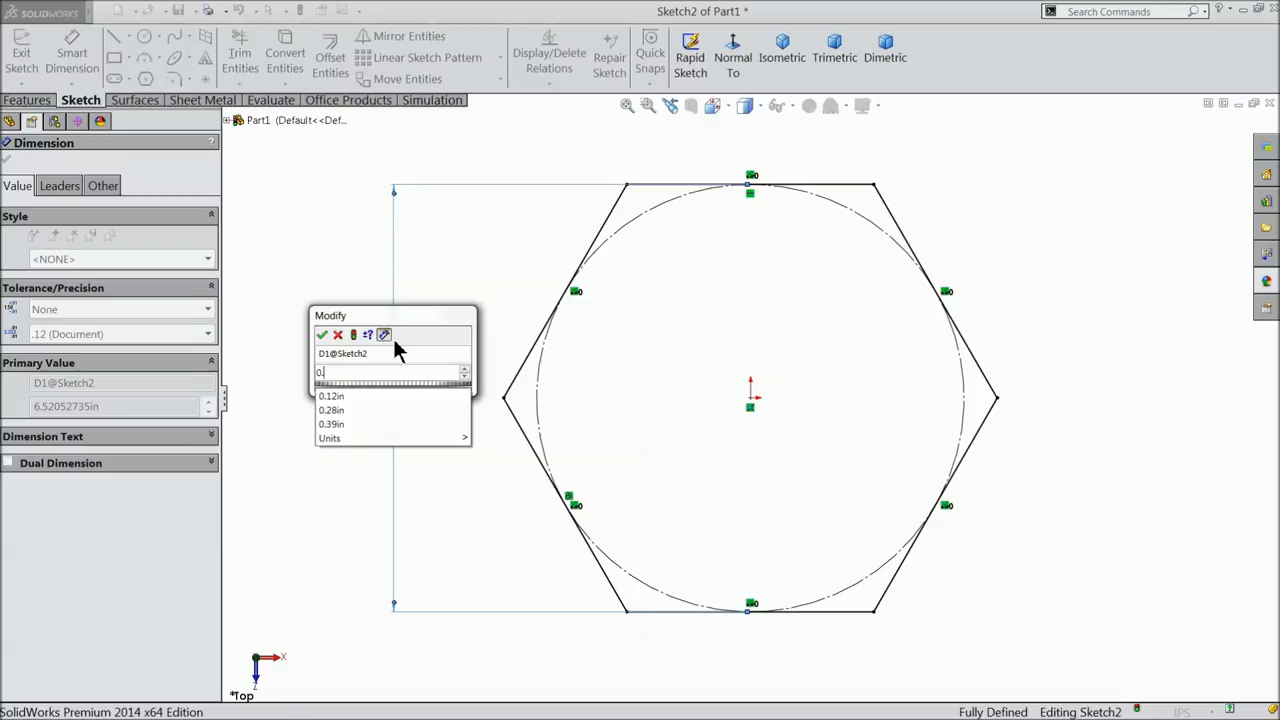 SOLIDWORKS
Sketch2 of Part1 *
Search Commands
Exit Sketch
Smart Dimension
Trim Entities
Convert Entities
Offset Entities
Mirror Entities
Linear Sketch Pattern
Move Entities
Display/Delete Relations
Repair Sketch
Quick Snaps
Rapid Sketch
Normal To
Isometric
Trimetric
Dimetric
Features
Sketch
Surfaces
Sheet Metal
Evaluate
Office Products
Simulation
Part1 (Default<<Def...
Dimension
?
Value
Leaders
Other
Style
<NONE>
Tolerance/Precision
None
.12 (Document)
Primary Value
D1@Sketch2
6.52052735in
Dimension Text
Dual Dimension
Modify
±?
D1@Sketch2
0.
0.12in
0.28in
0.39in
Units >
X
Z
*Top
SolidWorks Premium 2014 x64 Edition
Fully Defined
Editing Sketch2
IPS